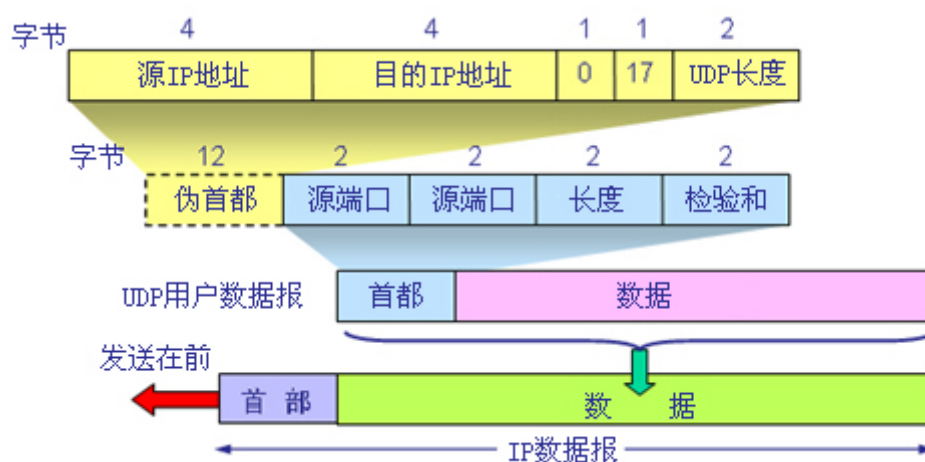 字节 4 4 1 1 2
源IP地址 目的IP地址 0 17 UDP长度
字节 12 2 2 2 2
伪首都 源端口 源端口 长度 检验和
UDP用户数据报 首都 数据
发送在前
首 部 数 据
IP数据报